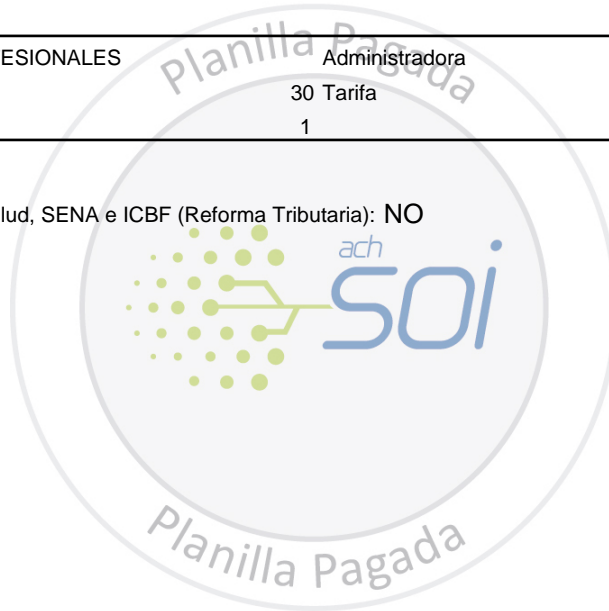 Planilla Pagada
ESIONALES Administradora
30 Tarifa
1
lud, SENA e ICBF (Reforma Tributaria): NO
ach
SOi
Planilla Pagada